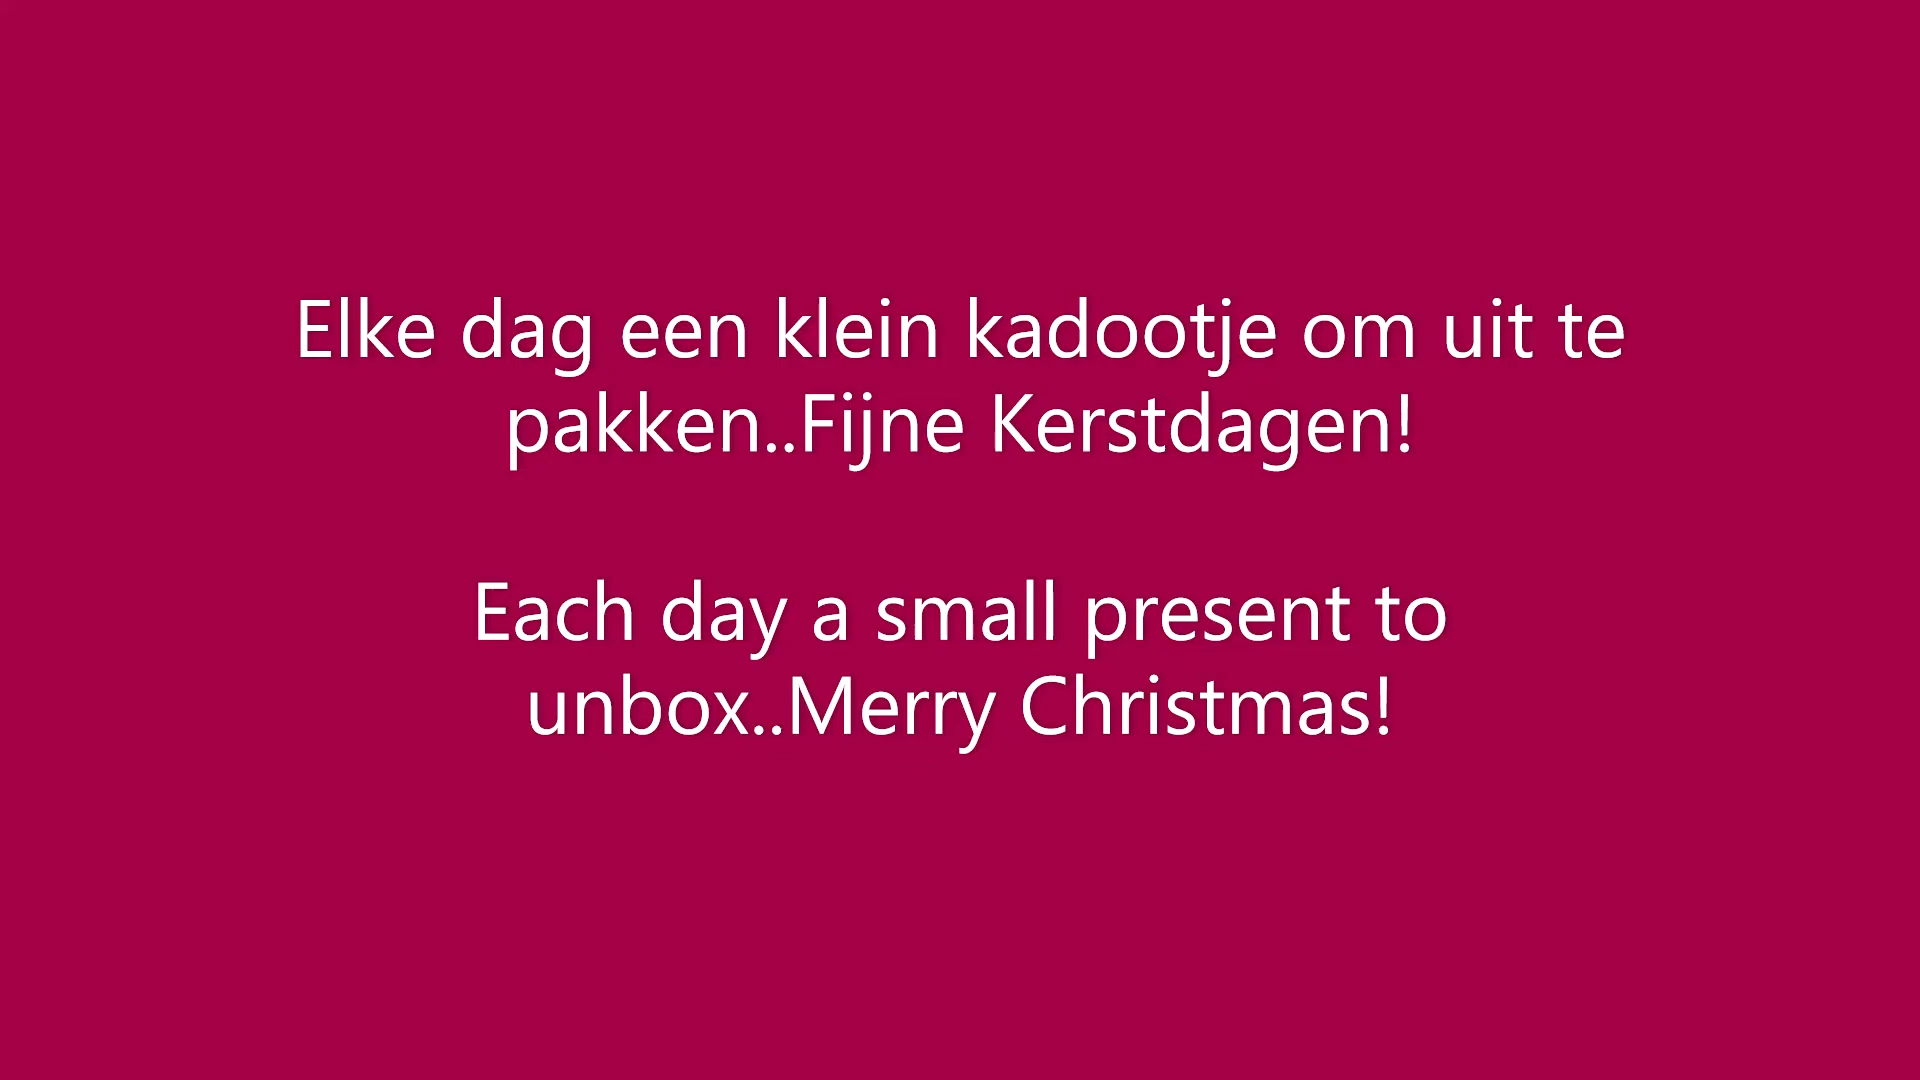 Elke dag een klein kadootje om uit te
pakken..Fijne Kerstdagen!
Each day a small present to
unbox..Merry Christmas!